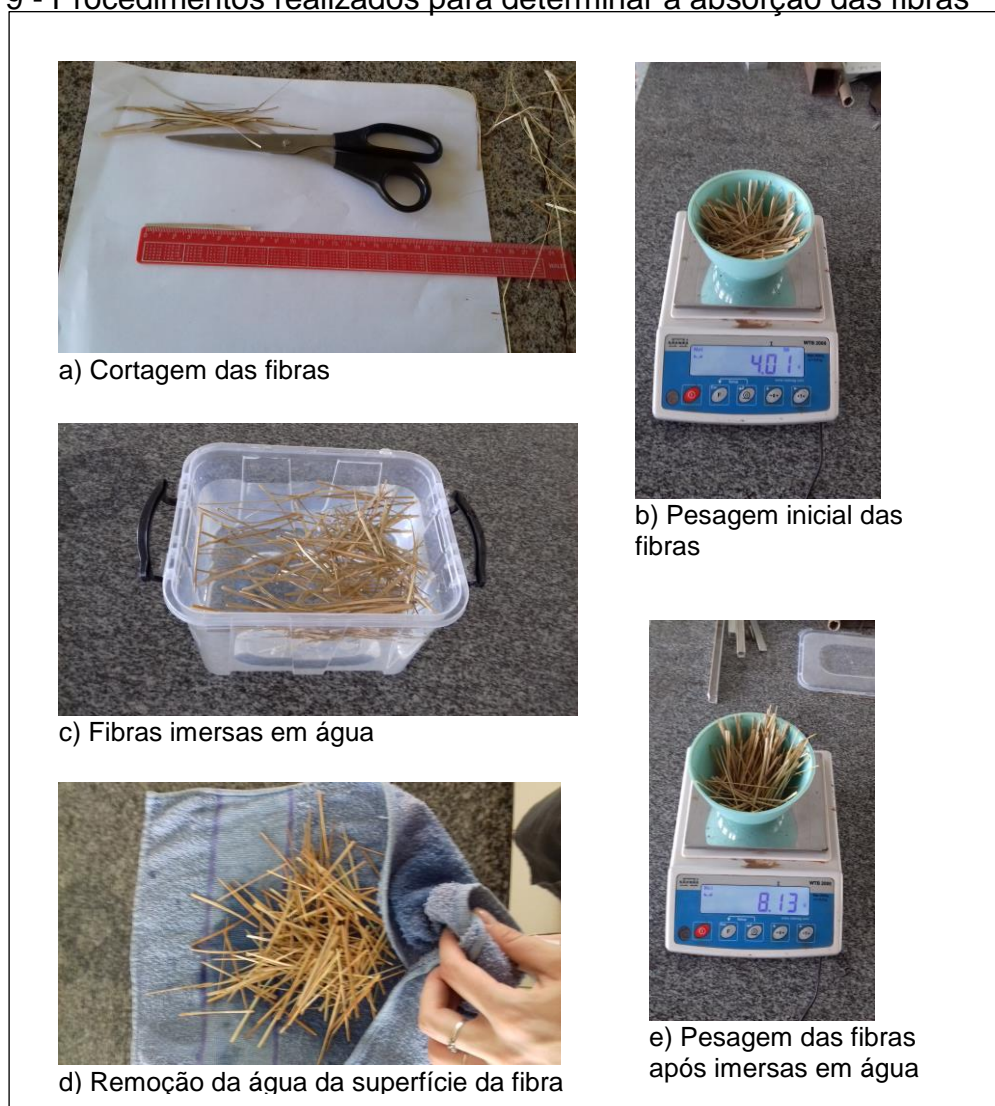 9 - Procedimentos realizados para determinar a absorção das fibras
a) Cortagem das fibras
4.01
WTB 2000
b) Pesagem inicial das
fibras
c) Fibras imersas em água
8.13
WTB 2000
d) Remoção da água da superfície da fibra
e) Pesagem das fibras
após imersas em água